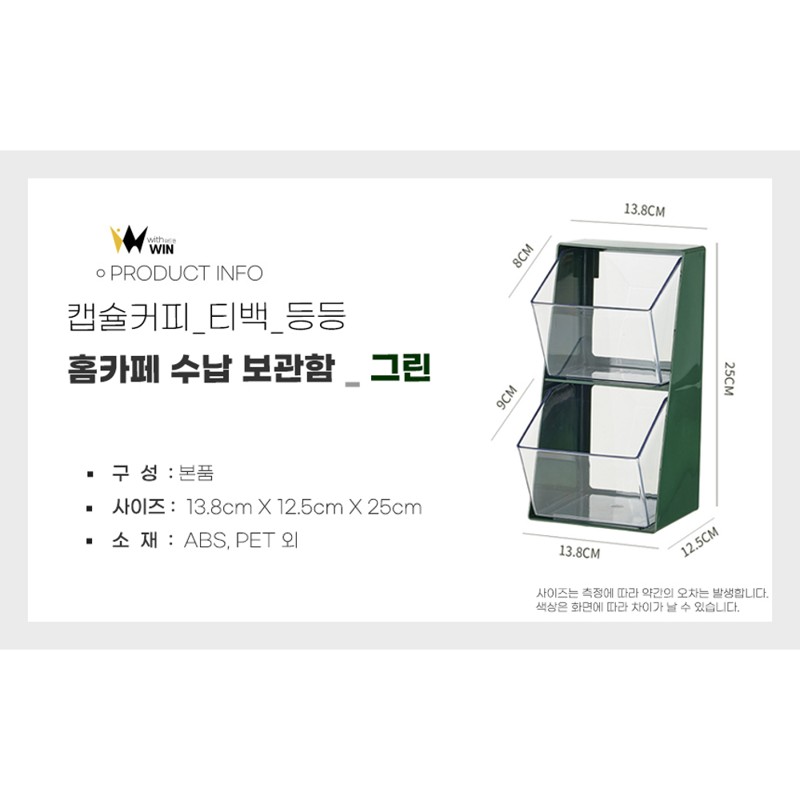 with ace
WIN
PRODUCT INFO
캡슐커피_티백_등등
홈카페 수납 보관함 _ 그린
▪ 구 성 : 본품
▪ 사이즈 : 13.8cm X 12.5cm X 25cm
▪ 소 재 : ABS, PET 외
13.8CM
8CM
25CM
9CM
13.8CM
12.5CM
사이즈는 측정에 따라 약간의 오차는 발생합니다.
색상은 화면에 따라 차이가 날 수 있습니다.